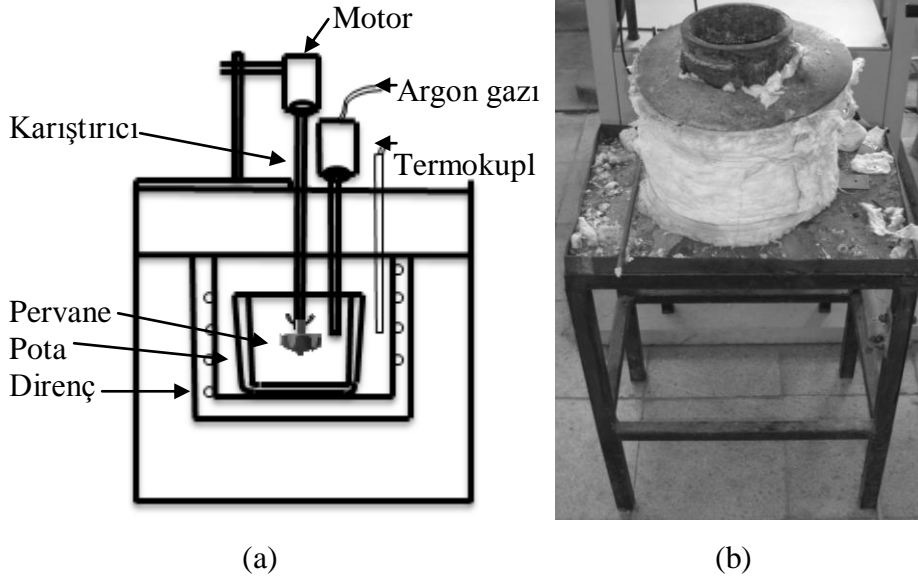 Motor
Argon gazı
Karıştırıcı
Termokupl
Pervane
Pota
Direnç
(a)
(b)